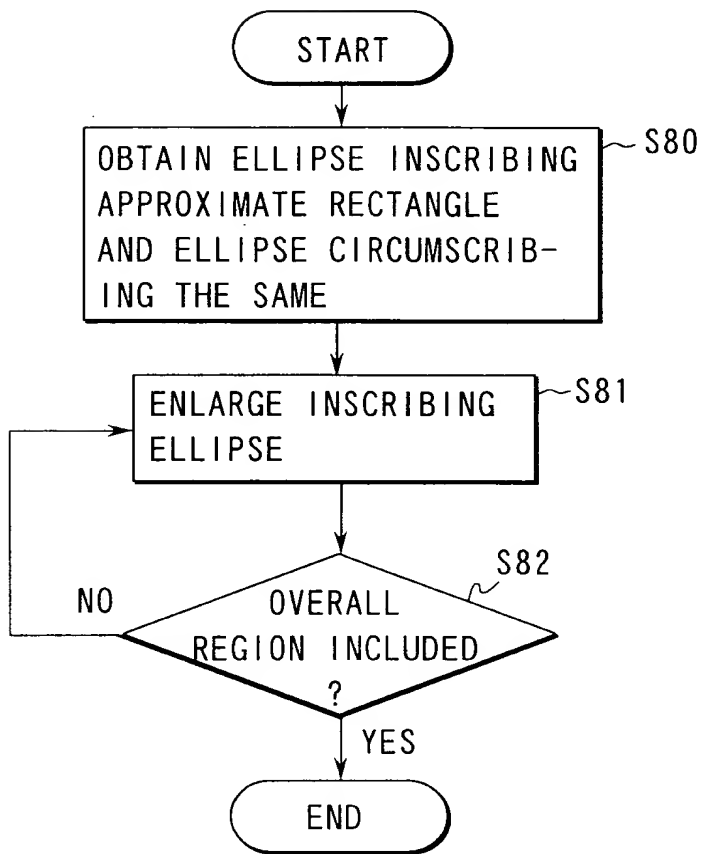 START
OBTAIN ELLIPSE INSCRIBING
APPROXIMATE RECTANGLE
AND ELLIPSE CIRCUMSCRIB-
ING THE SAME
S80
ENLARGE INSCRIBING
ELLIPSE
S81
OVERALL
REGION INCLUDED
?
S82
NO
YES
END